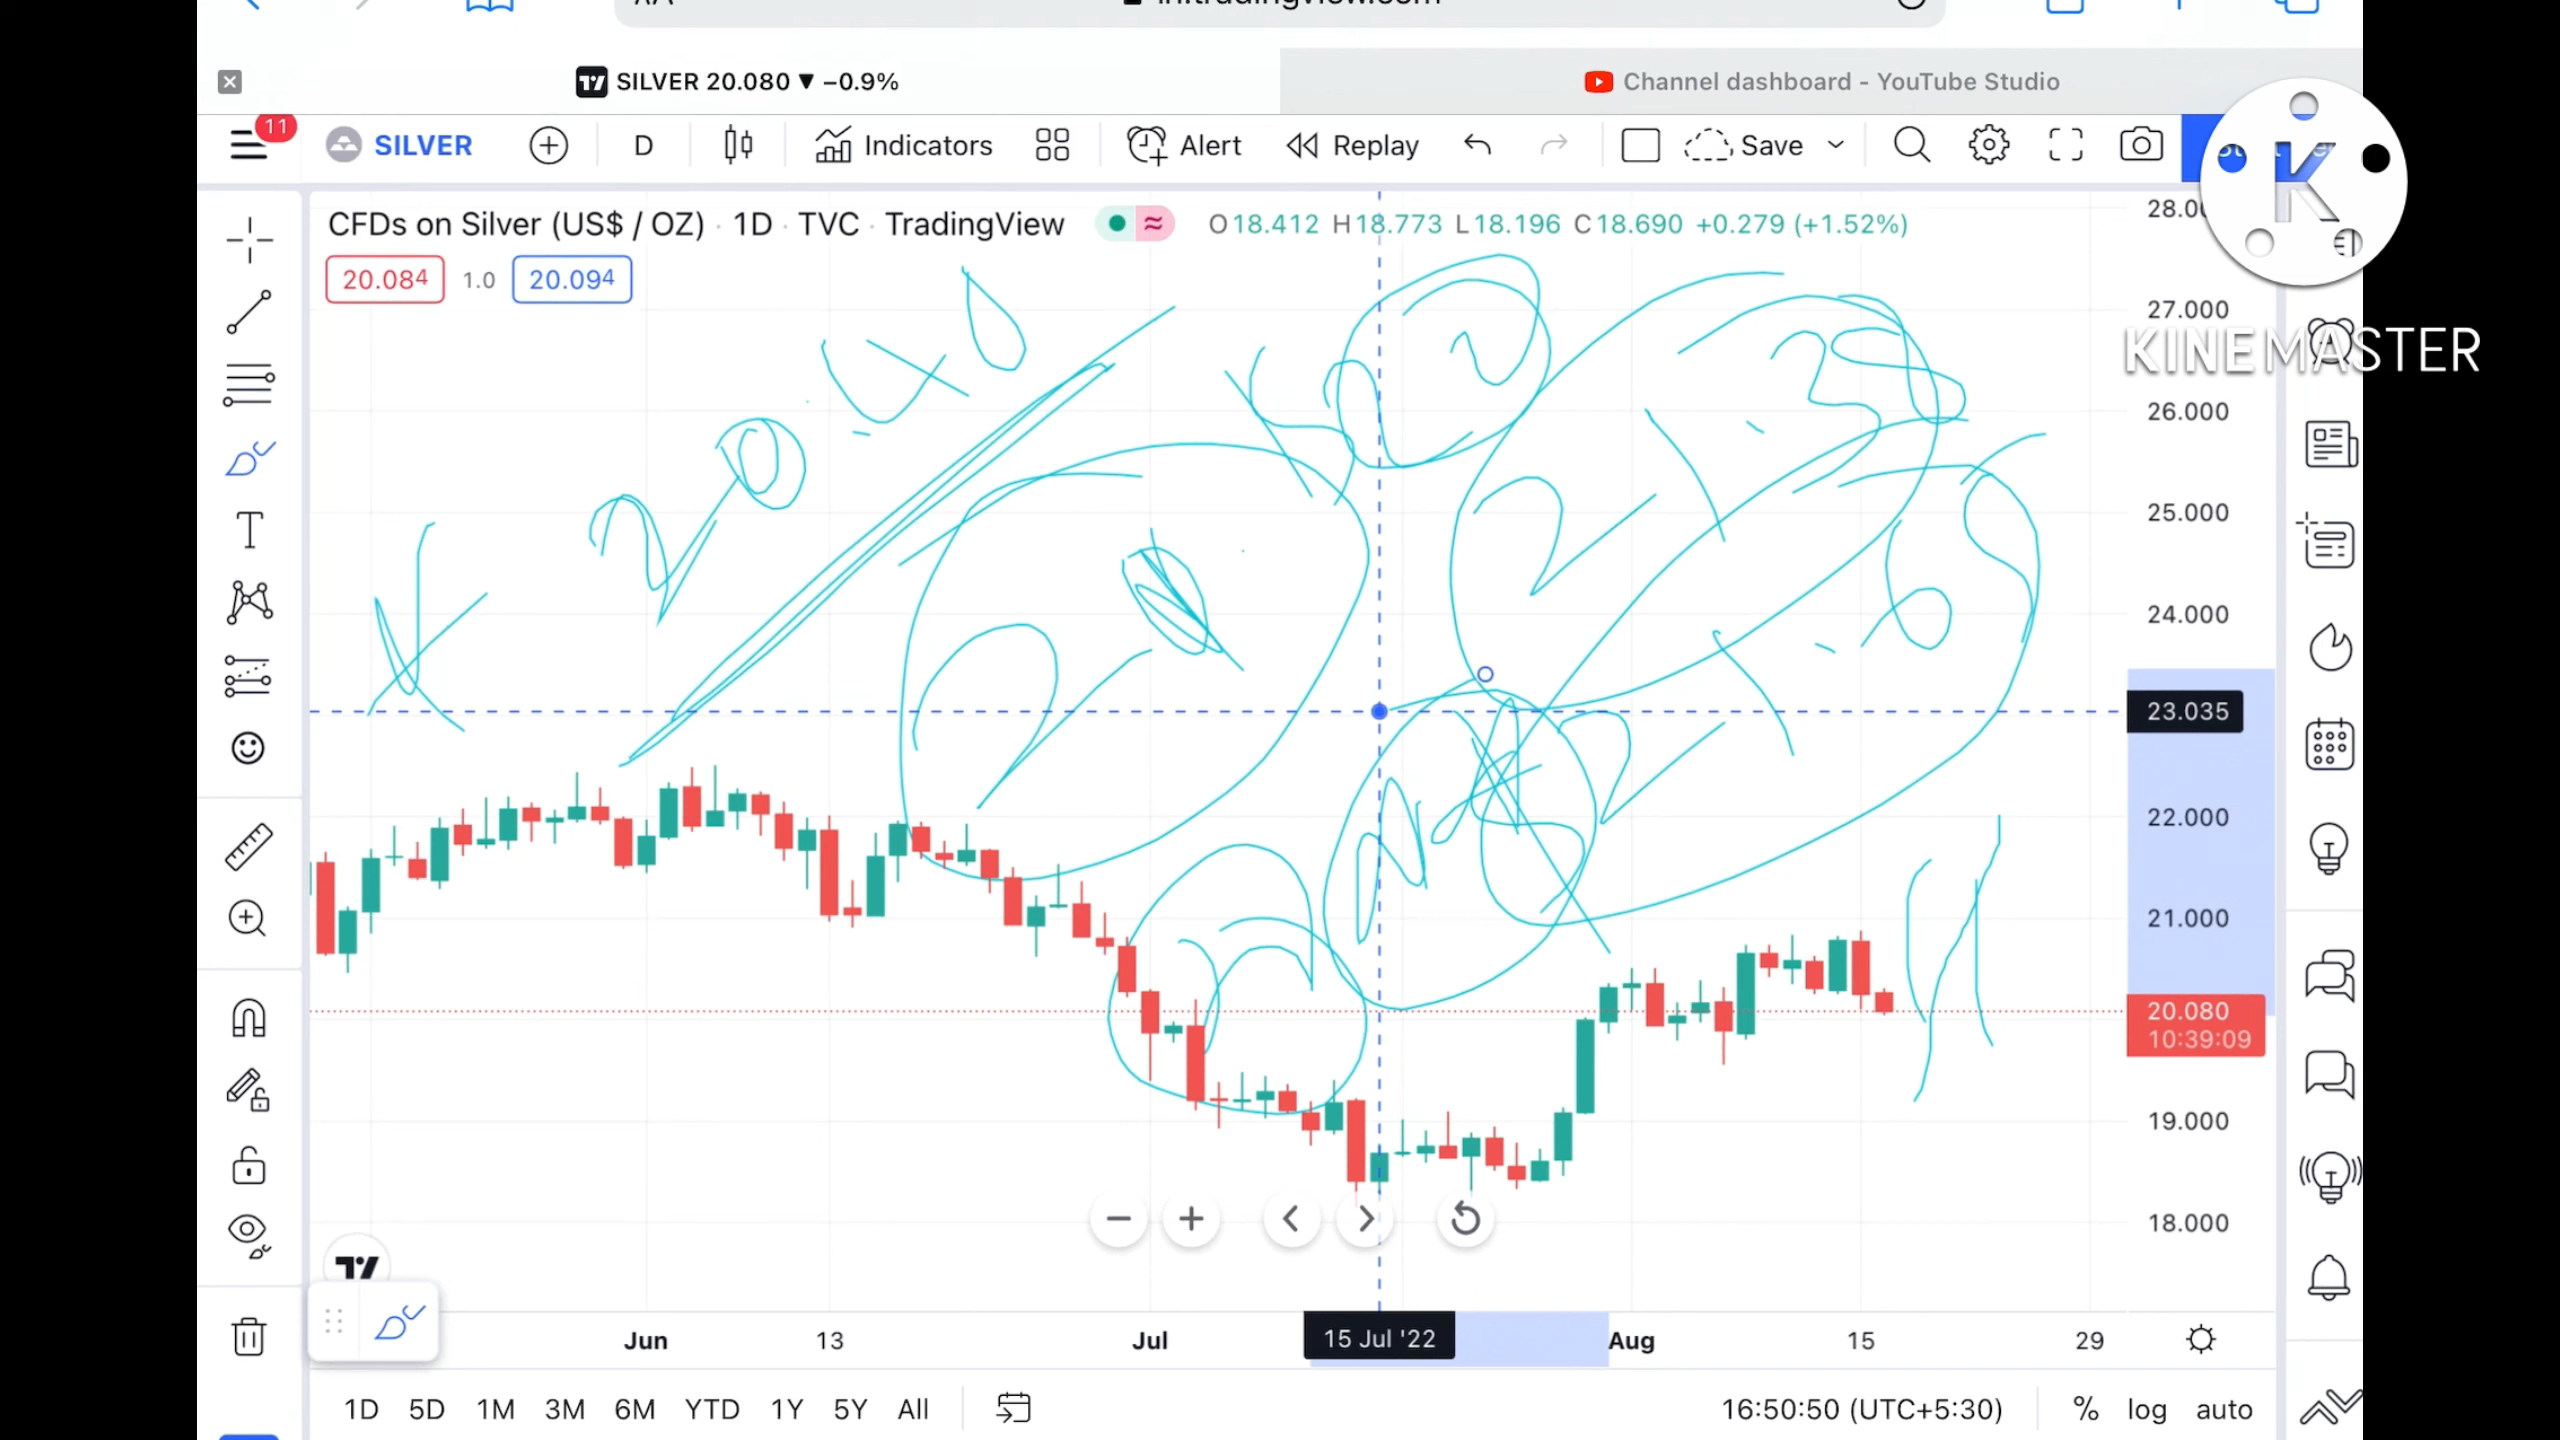 SILVER 20.080 ▼ −0.9%
Channel dashboard - YouTube Studio
11
SILVER
D
Indicators
Alert
Replay
Save
K
CFDs on Silver (US$ / OZ) · 1D · TVC · TradingView
O18.412 H18.773 L18.196 C18.690 +0.279 (+1.52%)
20.084
1.0
20.094
KINEMASTER
20.40
28.0
27.000
26.000
25.000
24.000
23.035
22.000
21.000
20.080
10:39:09
19.000
18.000
Jun
13
Jul
15 Jul '22
Aug
15
29
1D
5D
1M
3M
6M
YTD
1Y
5Y
All
16:50:50 (UTC+5:30)
%
log
auto